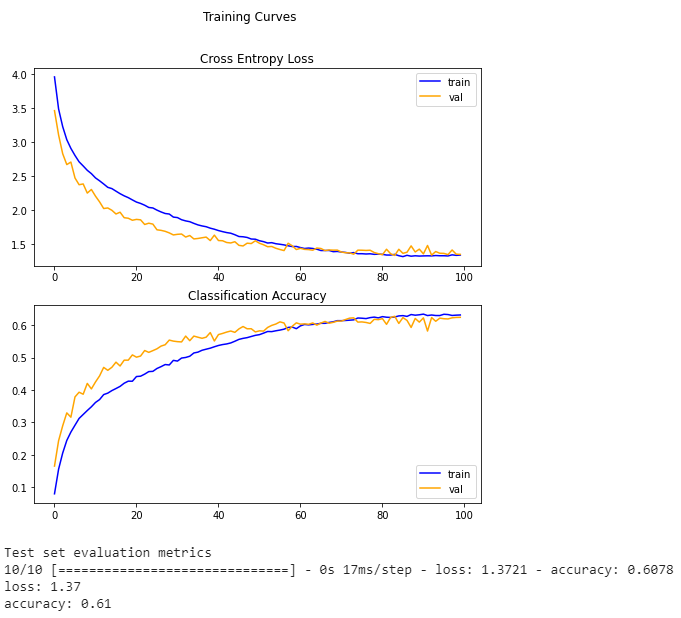 Training Curves
Cross Entropy Loss
4.0
3.5
3.0
2.5
2.0
1.5
train
val
0 20 40 60 80 100
Classification Accuracy
0.6
0.5
0.4
0.3
0.2
0.1
train
val
0 20 40 60 80 100
Test set evaluation metrics
10/10 [==============================] - 0s 17ms/step - loss: 1.3721 - accuracy: 0.6078
loss: 1.37
accuracy: 0.61